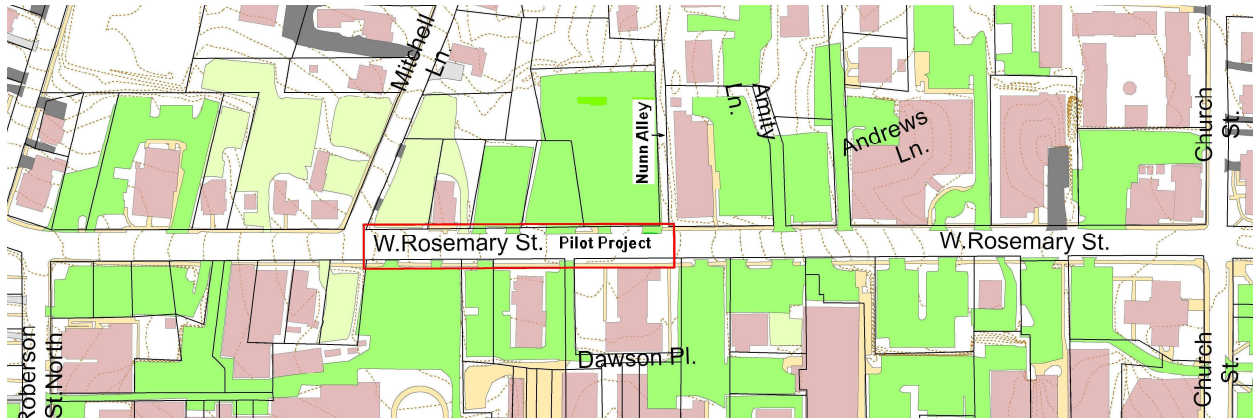 Mitchell
Ln.
Nunn Alley
Amity
Ln.
Andrews
Ln.
Church
St.
W.Rosemary St.
Pilot Project
W.Rosemary St.
Roberson
St.North
Dawson Pl.
Church
St.